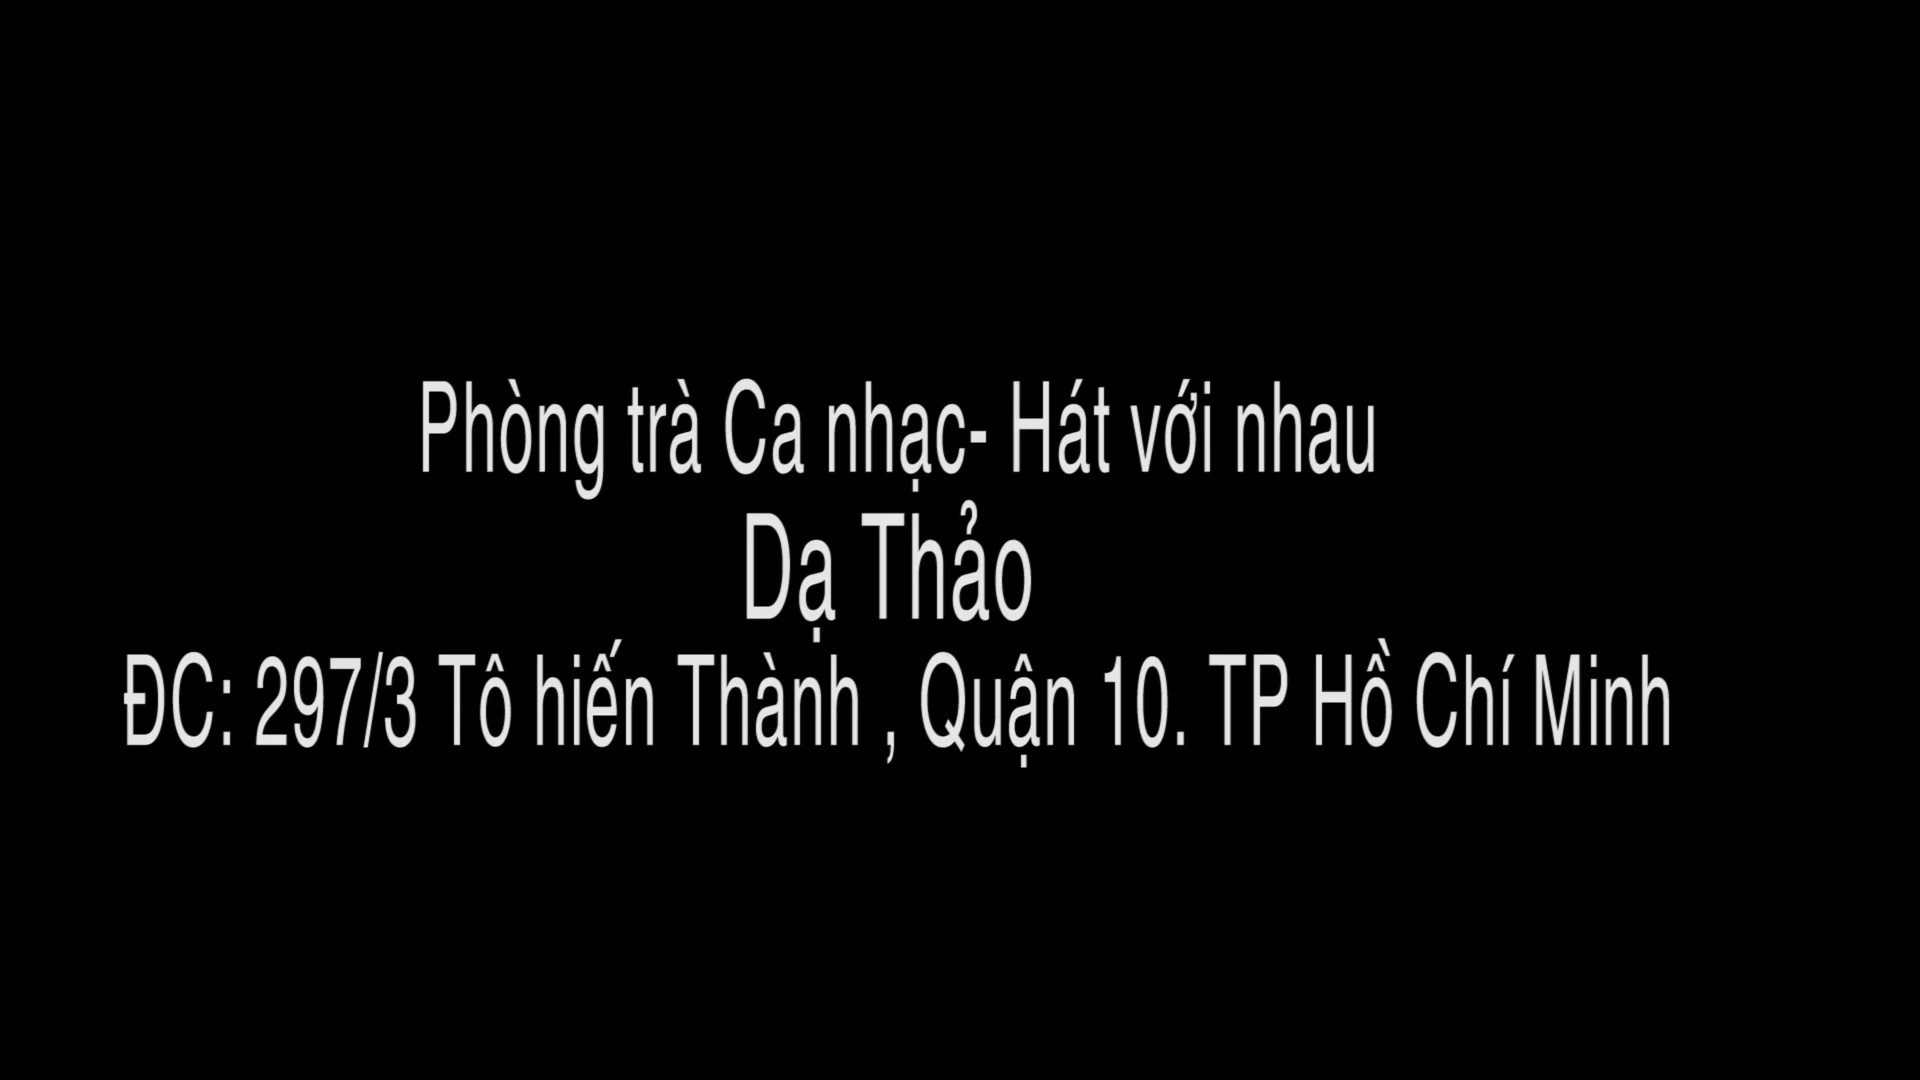 Phòng trà Ca nhạc- Hát với nhau
Dạ Thảo
ĐC: 297/3 Tô hiến Thành , Quận 10. TP Hồ Chí Minh